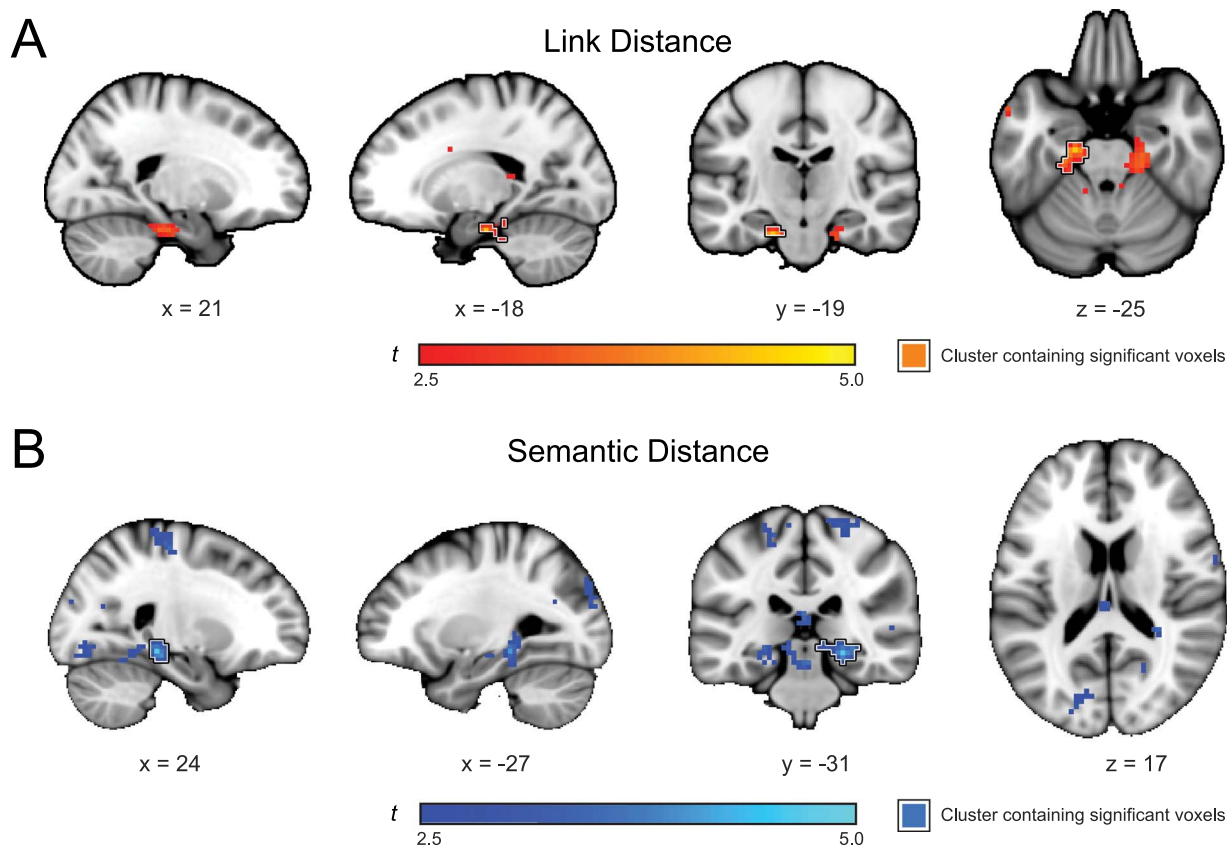 A
Link Distance
x = 21
x = -18
y = -19
z = -25
t
2.5
5.0
Cluster containing significant voxels
B
Semantic Distance
x = 24
x = -27
y = -31
z = 17
t
2.5
5.0
Cluster containing significant voxels